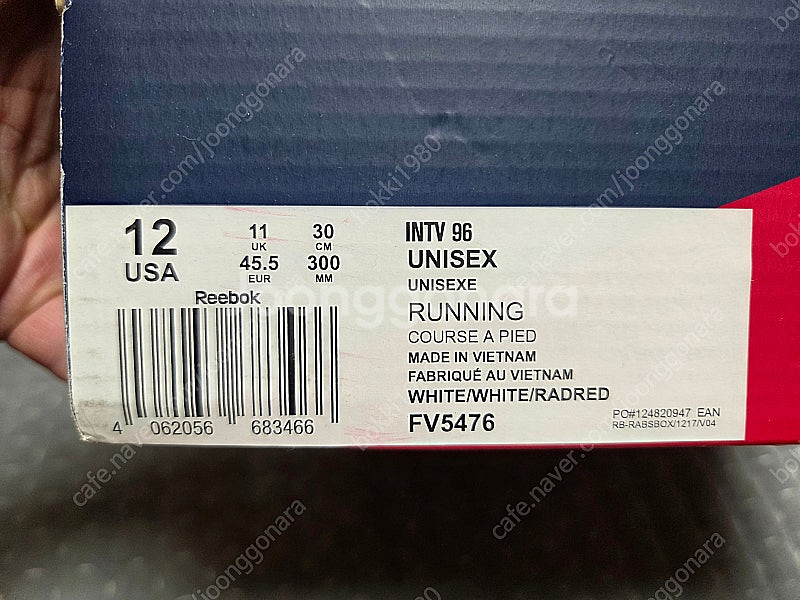 12
USA
11
UK
45.5
EUR
30
CM
300
MM
Reebok
4 062056 683466
INTV 96
UNISEX
UNISEXE
RUNNING
COURSE A PIED
MADE IN VIETNAM
FABRIQUÉ AU VIETNAM
WHITE/WHITE/RADRED
FV5476
PO#124820947 EAN
RB-RABSBOX/1217/V04
joonggonara
cafe.naver.com/joonggonara
bokki1980